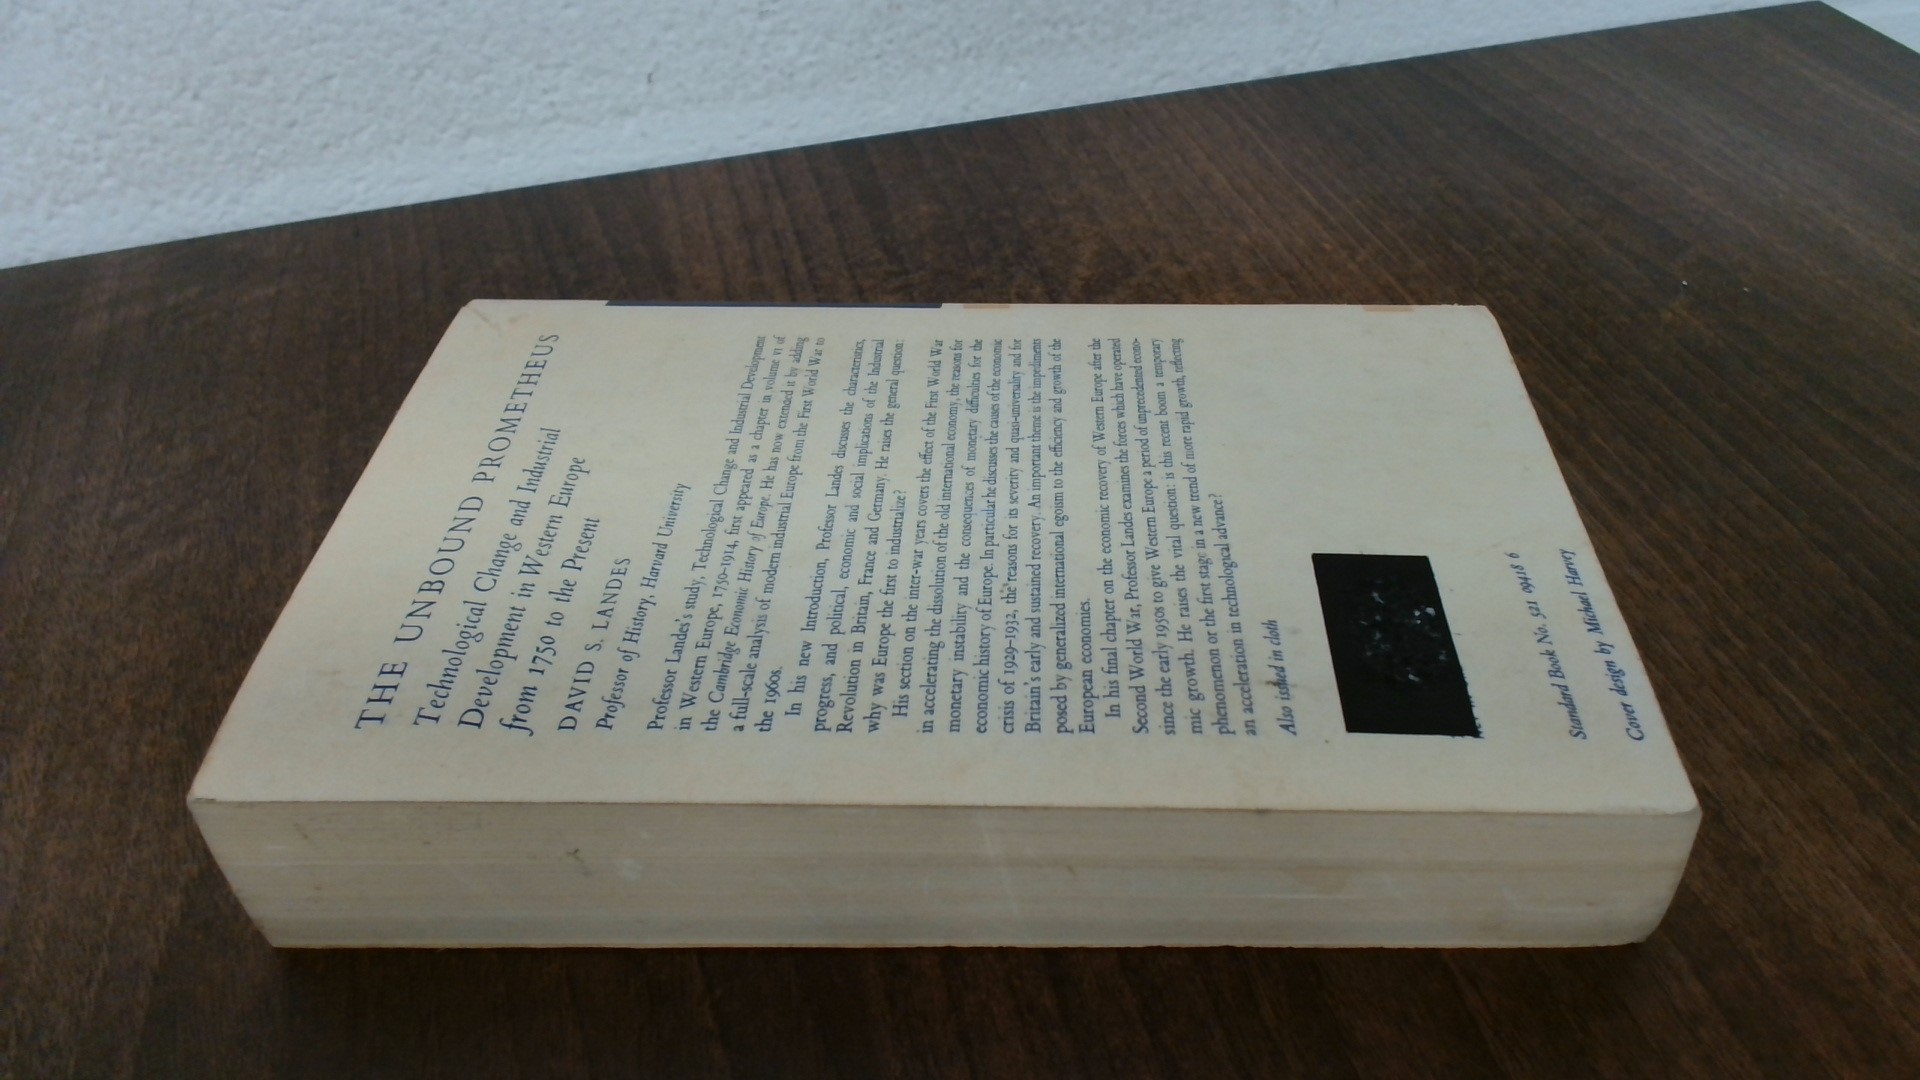 THE UNBOUND PROMETHEUS
Technological Change and Industrial
Development in Western Europe
from 1750 to the Present
DAVID S. LANDES
Professor of History, Harvard University
Professor Landes's study, Technological Change and Industrial Development
in Western Europe, 1750-1914, first appeared as a chapter in volume VI of
the Cambridge Economic History of Europe. He has now extended it by adding
a full-scale analysis of modern industrial Europe from the First World War to
the 1960s.
In his new Introduction, Professor Landes discusses the characteristics,
progress, and political, economic and social implications of the Industrial
Revolution in Britain, France and Germany. He raises the general question:
why was Europe the first to industrialize?
His section on the inter-war years covers the effect of the First World War
in accelerating the dissolution of the old international economy, the reasons for
monetary instability and the consequences of monetary difficulties for the
economic history of Europe. In particular he discusses the causes of the economic
crisis of 1929-1932, the reasons for its severity and quasi-universality and for
Britain's early and sustained recovery. An important theme is the impediments
posed by generalized international egoism to the efficiency and growth of the
European economies.
In his final chapter on the economic recovery of Western Europe after the
Second World War, Professor Landes examines the forces which have operated
since the early 1950s to give Western Europe a period of unprecedented econo-
mic growth. He raises the vital question: is this recent boom a temporary
phenomenon or the first stage in a new trend of more rapid growth, reflecting
an acceleration in technological advance?
Also issued in cloth
Standard Book No. 521 09418 6
Cover design by Michael Harvey